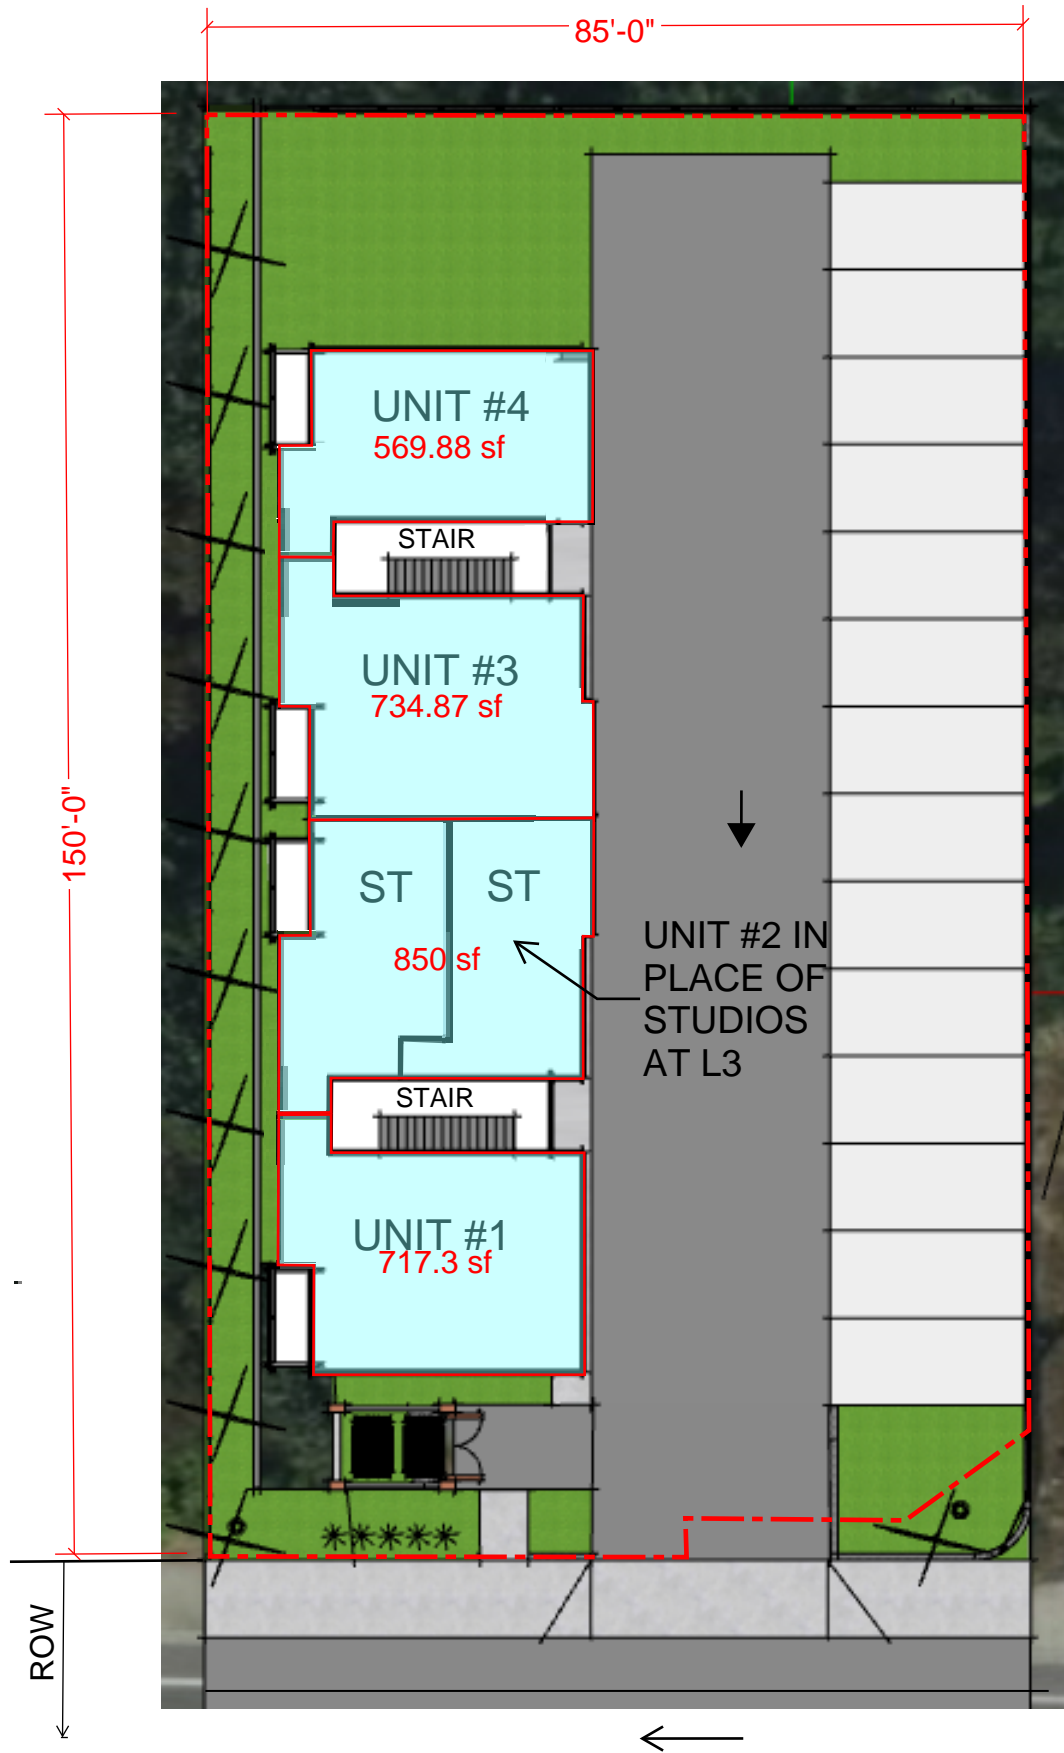 85'-0"
150'-0"
UNIT #4
569.88 sf
STAIR
UNIT #3
734.87 sf
ST
ST
850 sf
UNIT #2 IN
PLACE OF
STUDIOS
AT L3
STAIR
UNIT #1
717.3 sf
ROW